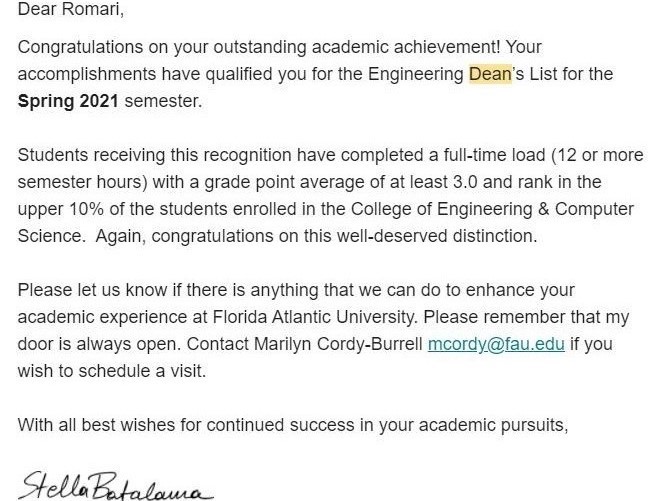 Dear Romari,
Congratulations on your outstanding academic achievement! Your
accomplishments have qualified you for the Engineering Dean's List for the
Spring 2021 semester.
Students receiving this recognition have completed a full-time load (12 or more
semester hours) with a grade point average of at least 3.0 and rank in the
upper 10% of the students enrolled in the College of Engineering & Computer
Science.  Again, congratulations on this well-deserved distinction.
Please let us know if there is anything that we can do to enhance your
academic experience at Florida Atlantic University. Please remember that my
door is always open. Contact Marilyn Cordy-Burrell mcordy@fau.edu if you
wish to schedule a visit.
With all best wishes for continued success in your academic pursuits,
Stella Batalama